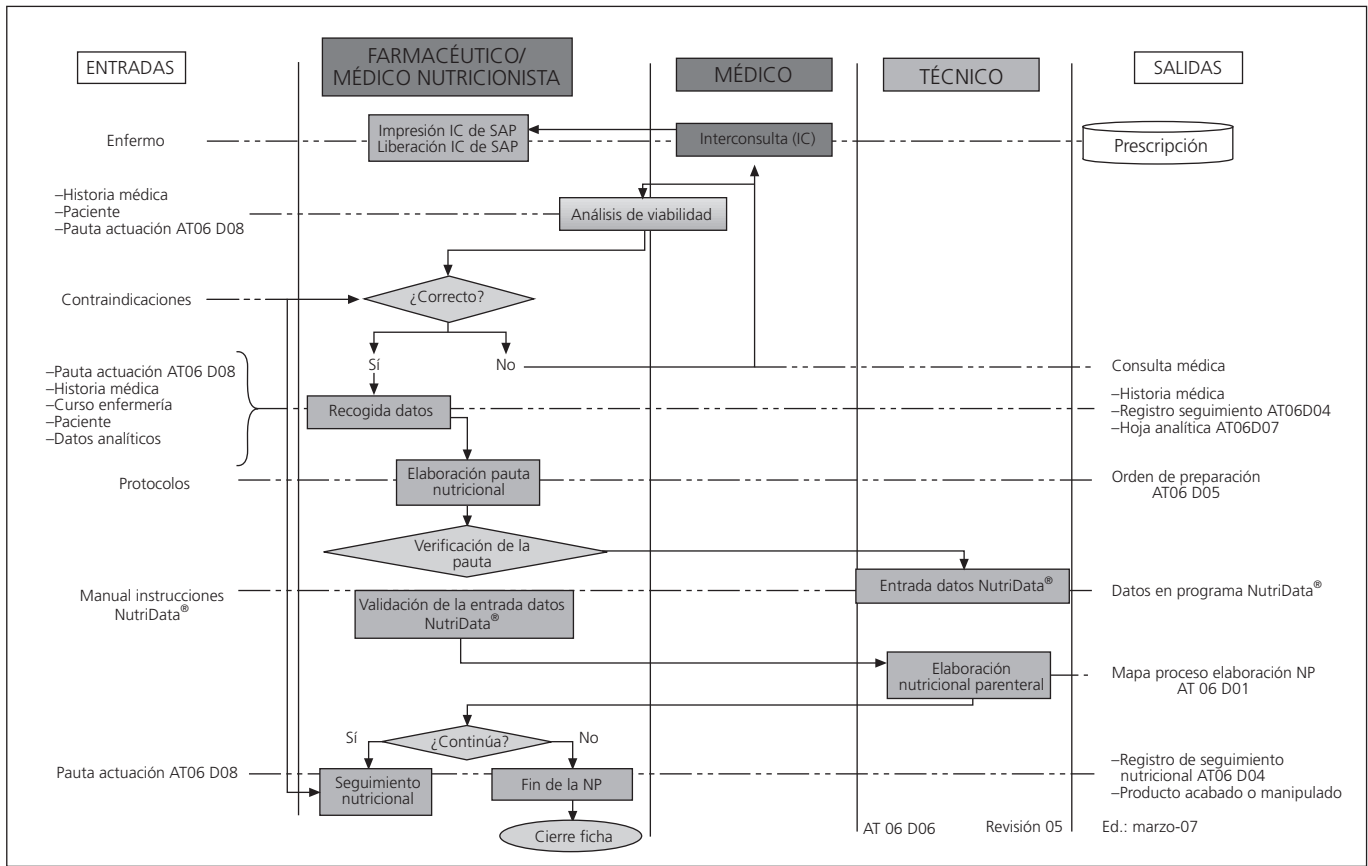 ENTRADAS
FARMACÉUTICO/
MÉDICO NUTRICIONISTA
MÉDICO
TÉCNICO
SALIDAS
Enfermo
Impresión IC de SAP
Liberación IC de SAP
Interconsulta (IC)
Prescripción
–Historia médica
–Paciente
–Pauta actuación AT06 D08
Análisis de viabilidad
Contraindicaciones
¿Correcto?
Sí
No
Consulta médica
–Pauta actuación AT06 D08
–Historia médica
–Curso enfermería
–Paciente
–Datos analíticos
Recogida datos
–Historia médica
–Registro seguimiento AT06D04
–Hoja analítica AT06D07
Protocolos
Elaboración pauta
nutricional
Orden de preparación
AT06 D05
Verificación de la
pauta
Manual instrucciones
NutriData®
Entrada datos NutriData®
Datos en programa NutriData®
Validación de la entrada datos
NutriData®
Elaboración
nutricional parenteral
Mapa proceso elaboración NP
AT 06 D01
¿Continúa?
Sí
No
Pauta actuación AT06 D08
Seguimiento
nutricional
Fin de la NP
–Registro de seguimiento
nutricional AT06 D04
–Producto acabado o manipulado
Cierre ficha
AT 06 D06
Revisión 05
Ed.: marzo-07